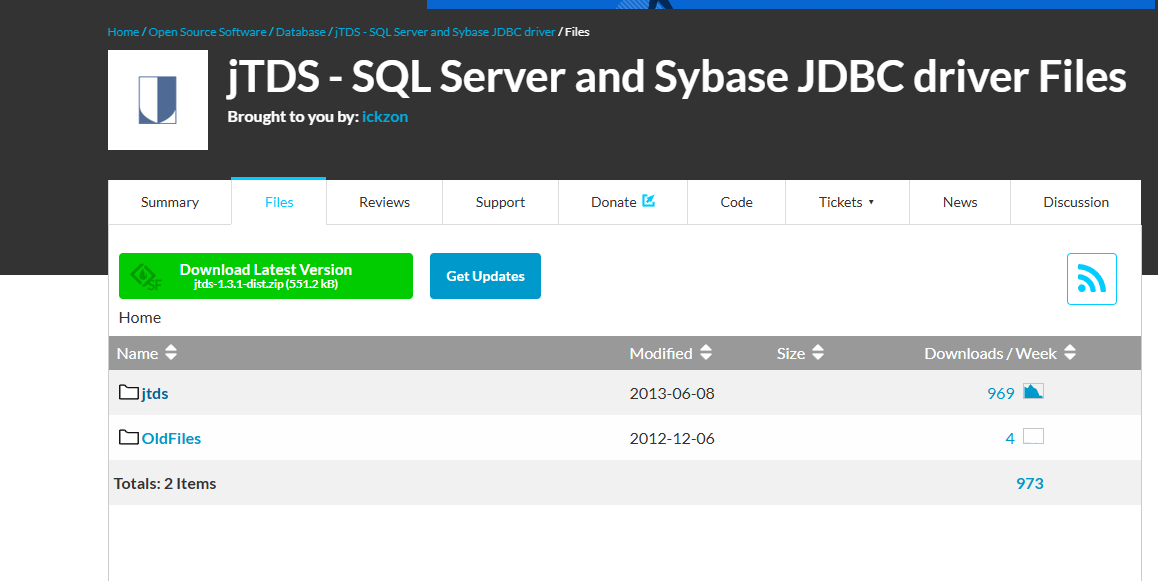 Home / Open Source Software / Database / jTDS - SQL Server and Sybase JDBC driver / Files
jTDS - SQL Server and Sybase JDBC driver Files
Brought to you by: ickzon
Summary Files Reviews Support Donate Code Tickets ▾ News Discussion
Download Latest Version
SF jtds-1.3.1-dist.zip (551.2 kB)
Get Updates
Home
Name Modified Size Downloads / Week
jtds 2013-06-08 969
OldFiles 2012-12-06 4
Totals: 2 Items 973